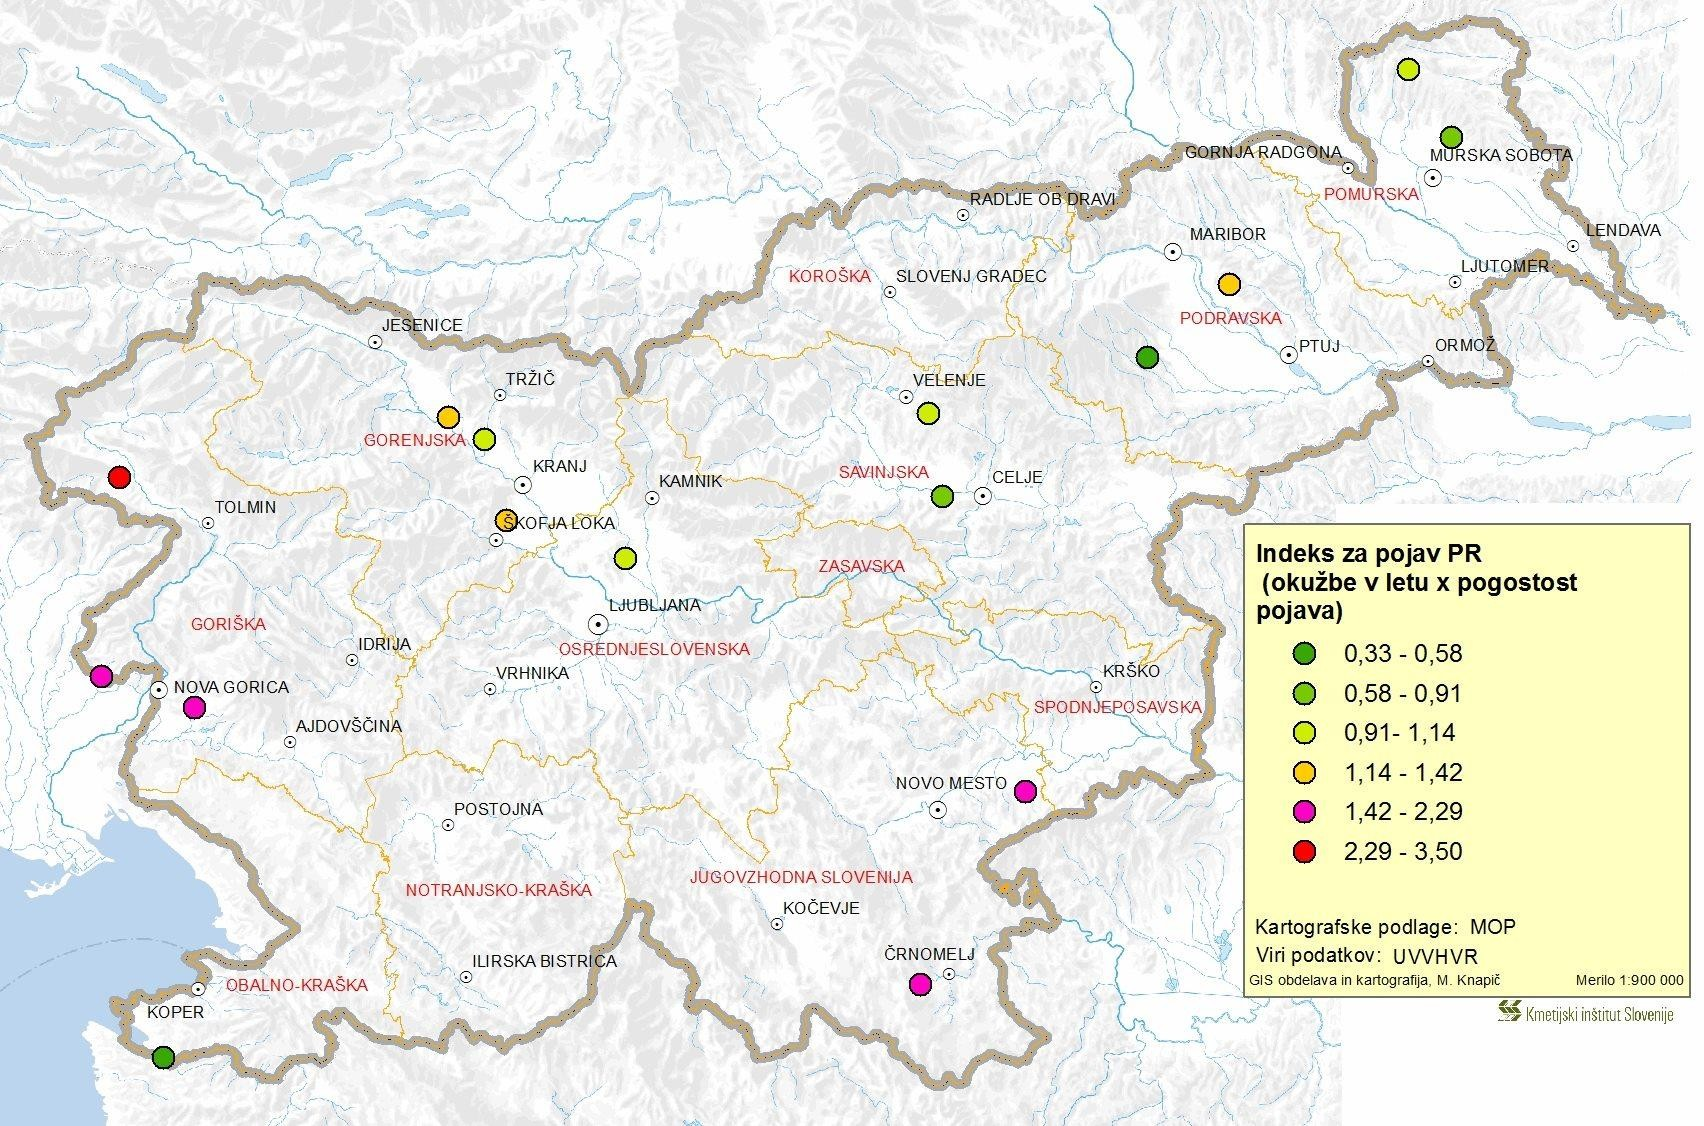 GORNJA RADGONA
MURSKA SOBOTA
POMURSKA
RADLJE OB DRAVI
MARIBOR
LENDAVA
KOROŠKA
SLOVENJ GRADEC
LJUTOMER
PODRAVSKA
JESENICE
PTUJ
ORMOŽ
TRŽIČ
VELENJE
GORENJSKA
KRANJ
KAMNIK
SAVINJSKA
CELJE
TOLMIN
ŠKOFJA LOKA
ZASAVSKA
LJUBLJANA
GORIŠKA
IDRIJA
OSREDNJESLOVENSKA
VRHNIKA
KRŠKO
NOVA GORICA
SPODNJEPOSAVSKA
AJDOVŠČINA
NOVO MESTO
POSTOJNA
NOTRANJSKO-KRAŠKA
JUGOVZHODNA SLOVENIJA
KOČEVJE
ČRNOMELJ
ILIRSKA BISTRICA
OBALNO-KRAŠKA
KOPER
Indeks za pojav PR
(okužbe v letu x pogostost
pojava)
0,33 - 0,58
0,58 - 0,91
0,91- 1,14
1,14 - 1,42
1,42 - 2,29
2,29 - 3,50
Kartografske podlage: MOP
Viri podatkov: UVVHVR
GIS obdelava in kartografija, M. Knapič Merilo 1:900 000
Kmetijski inštitut Slovenije